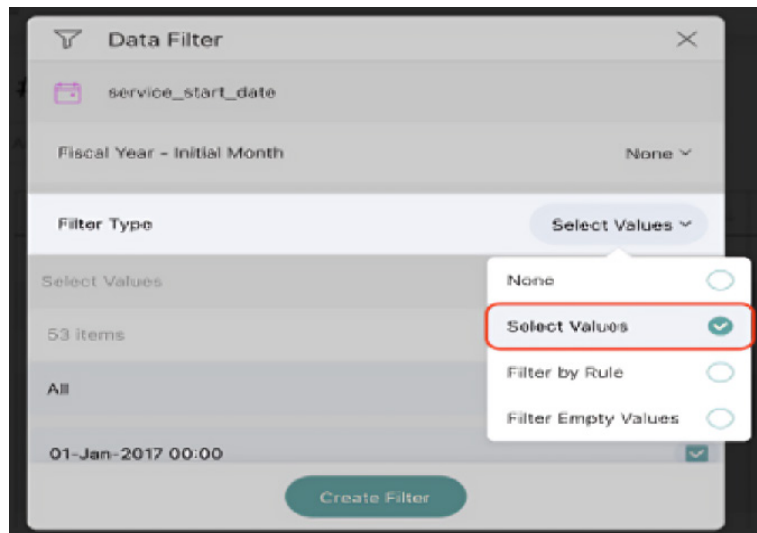 Data Filter
service_start_date
Fiscal Year - Initial Month None
Filter Type Select Values
Select Values
None
53 items
Select Values
Filter by Rule
All
Filter Empty Values
01-Jan-2017 00:00
Create Filter